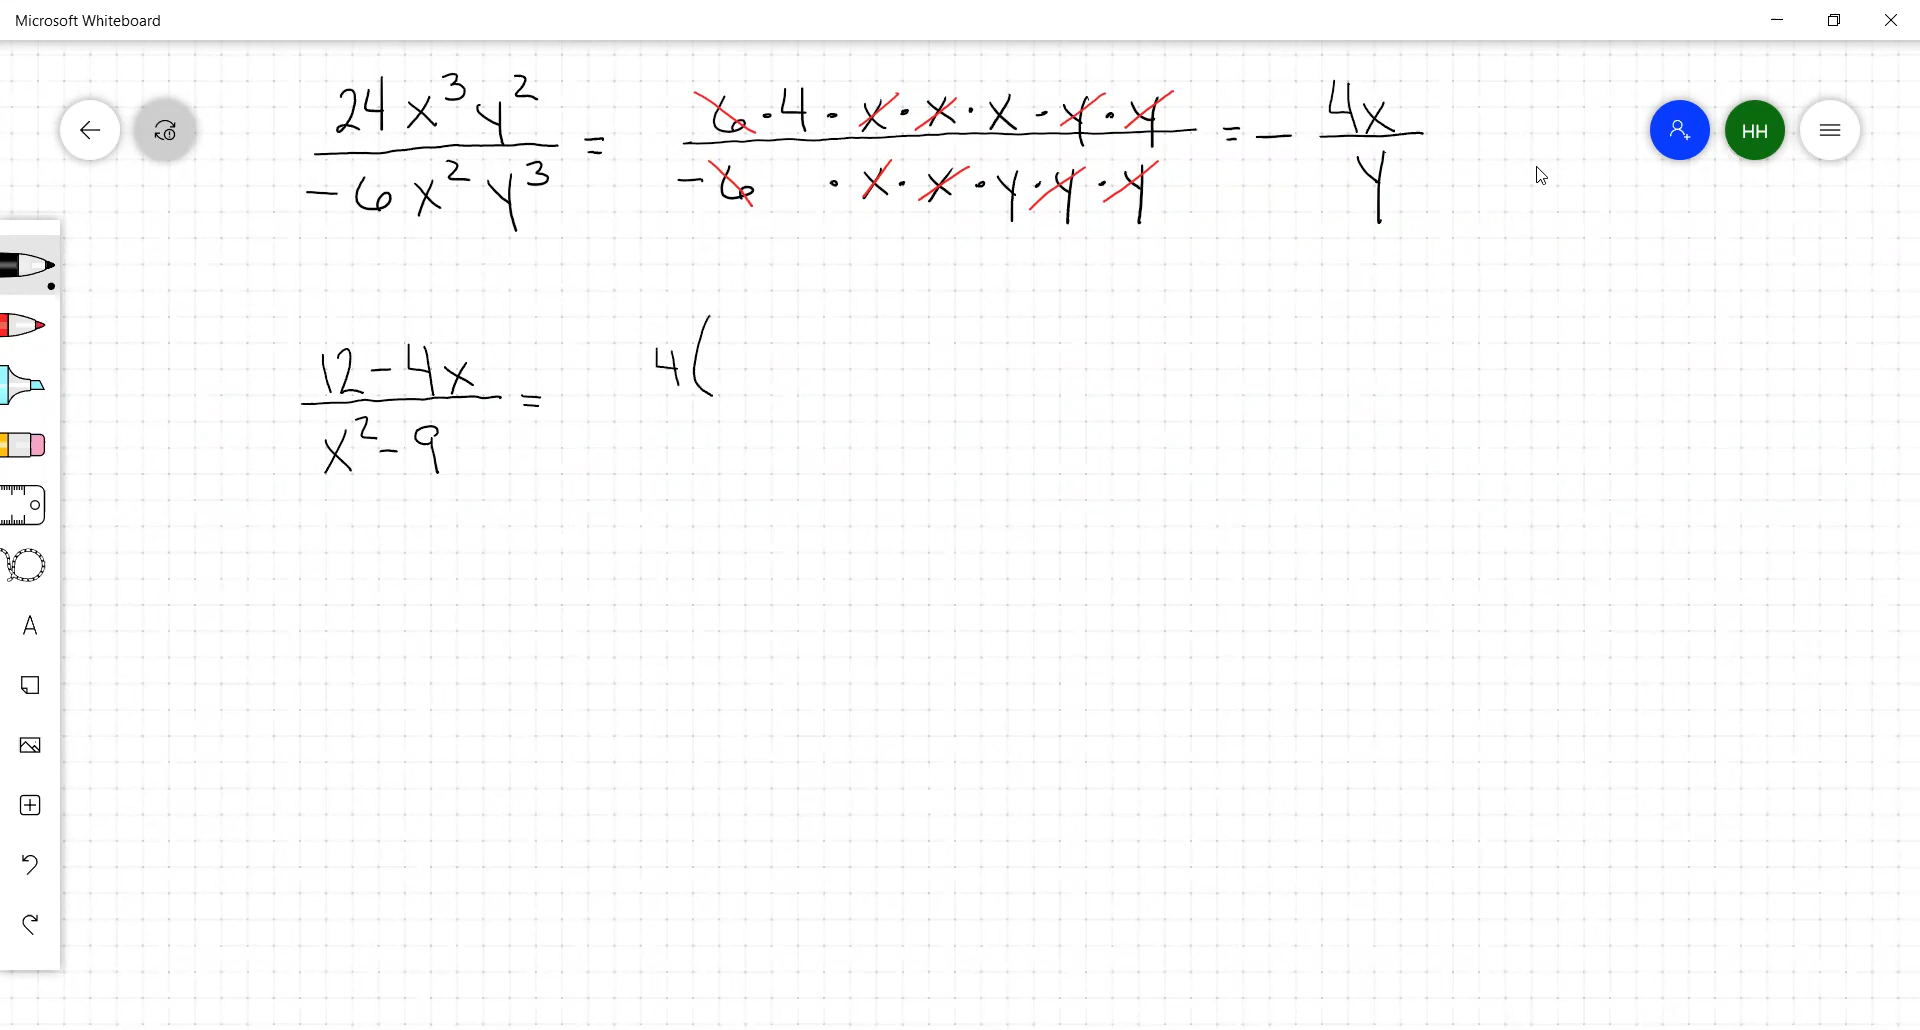 Microsoft Whiteboard
24x³y² / -6x²y³ = 6·4·x·x·x·y·y / -6·x·x·y·y·y = - 4x / y
HH
12-4x / x²-9 = 4(
A